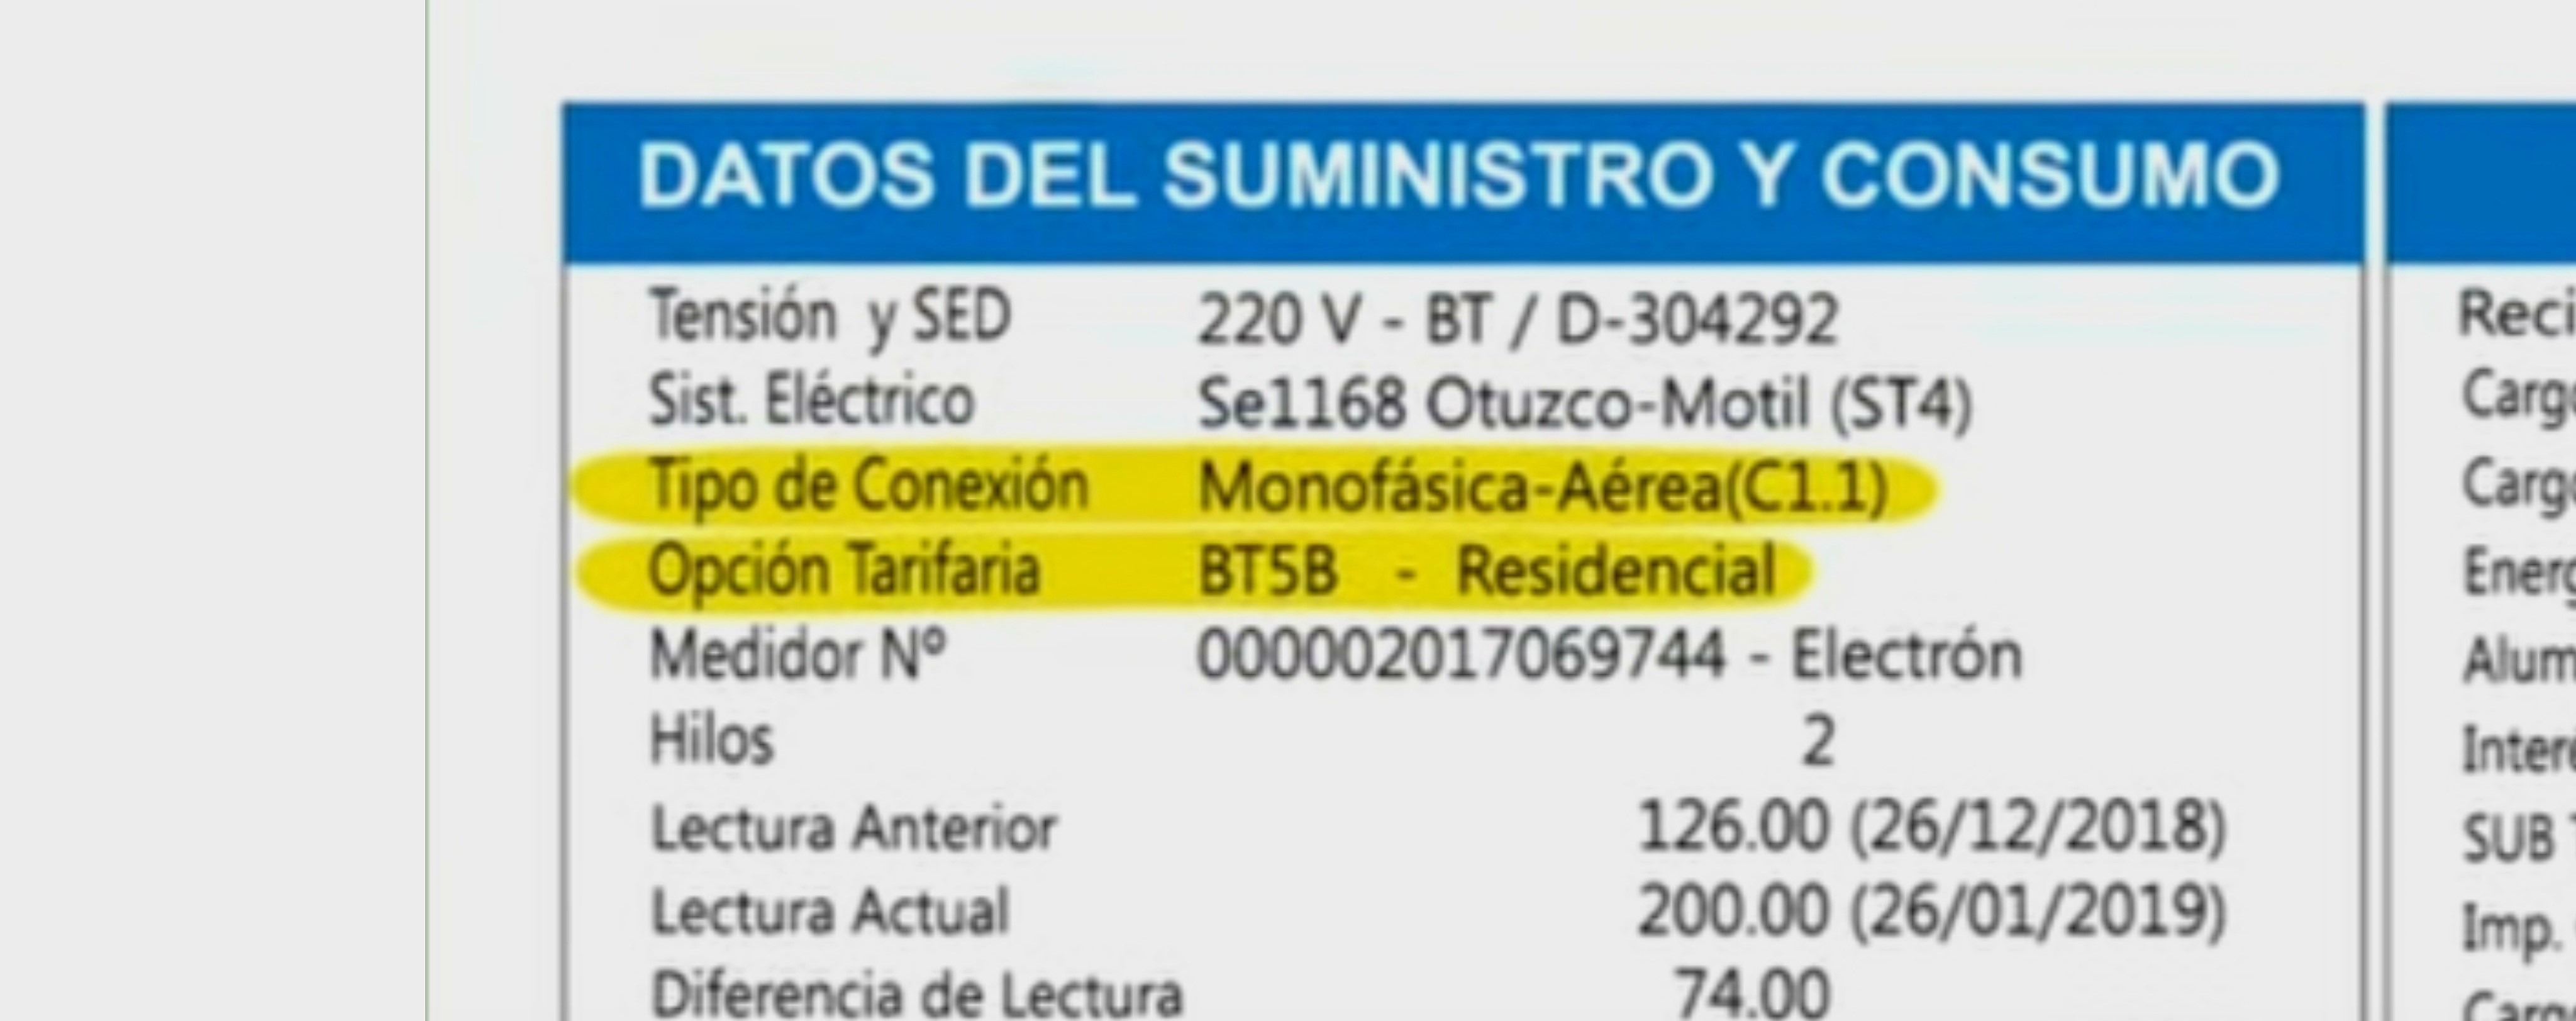 DATOS DEL SUMINISTRO Y CONSUMO
Tensión y SED 220 V - BT / D-304292
Sist. Eléctrico Se1168 Otuzco-Motil (ST4)
Tipo de Conexión Monofásica-Aérea(C1.1)
Opción Tarifaria BT5B - Residencial
Medidor Nº 000002017069744 - Electrón
Hilos 2
Lectura Anterior 126.00 (26/12/2018)
Lectura Actual 200.00 (26/01/2019)
Diferencia de Lectura 74.00
Reci
Carg
Carg
Energ
Alum
Inter
SUB
Imp.